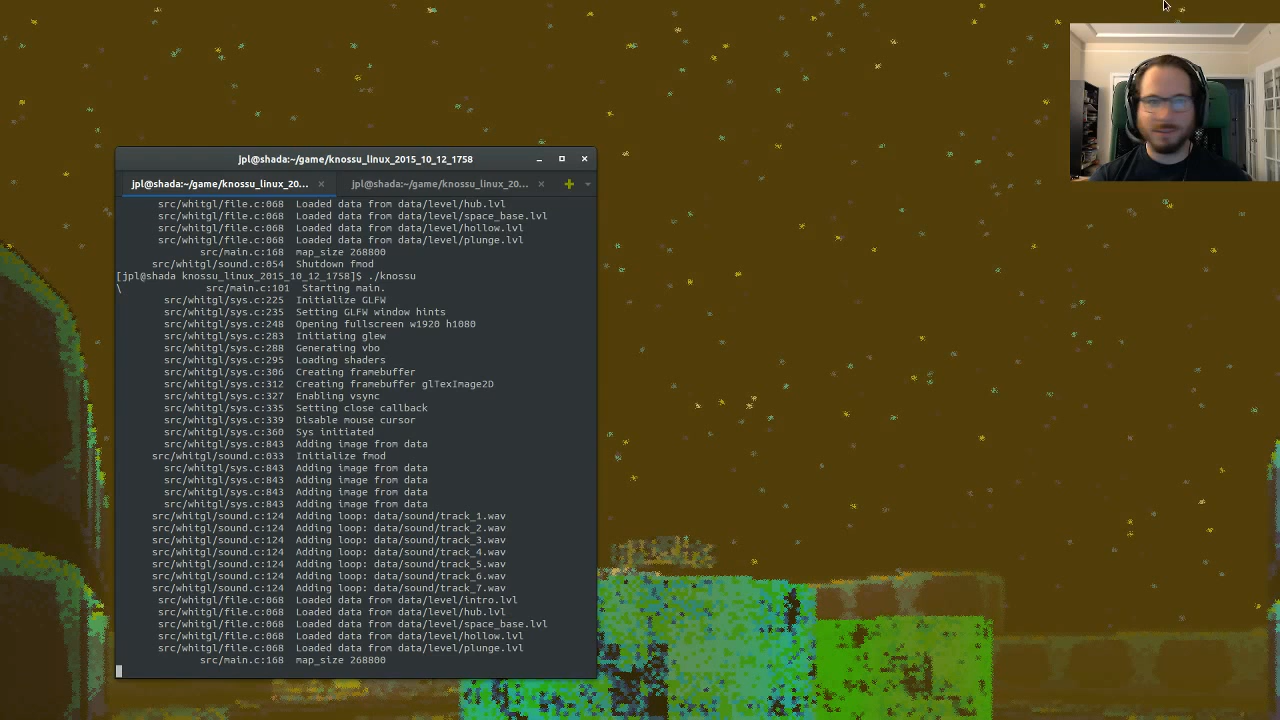 jpl@shada:~/game/knossu_linux_2015_10_12_1758
jpl@shada:~/game/knossu_linux_20... jpl@shada:~/game/knossu_linux_20...
src/whitgl/file.c:068 Loaded data from data/level/hub.lvl
src/whitgl/file.c:068 Loaded data from data/level/space_base.lvl
src/whitgl/file.c:068 Loaded data from data/level/hollow.lvl
src/whitgl/file.c:068 Loaded data from data/level/plunge.lvl
src/main.c:168 map_size 268800
src/whitgl/sound.c:054 Shutdown fmod
[jpl@shada knossu_linux_2015_10_12_1758]$ ./knossu
\ src/main.c:101 Starting main.
src/whitgl/sys.c:225 Initialize GLFW
src/whitgl/sys.c:235 Setting GLFW window hints
src/whitgl/sys.c:248 Opening fullscreen w1920 h1080
src/whitgl/sys.c:283 Initiating glew
src/whitgl/sys.c:288 Generating vbo
src/whitgl/sys.c:295 Loading shaders
src/whitgl/sys.c:306 Creating framebuffer
src/whitgl/sys.c:312 Creating framebuffer glTexImage2D
src/whitgl/sys.c:327 Enabling vsync
src/whitgl/sys.c:335 Setting close callback
src/whitgl/sys.c:339 Disable mouse cursor
src/whitgl/sys.c:360 Sys initiated
src/whitgl/sys.c:843 Adding image from data
src/whitgl/sound.c:033 Initialize fmod
src/whitgl/sys.c:843 Adding image from data
src/whitgl/sys.c:843 Adding image from data
src/whitgl/sys.c:843 Adding image from data
src/whitgl/sys.c:843 Adding image from data
src/whitgl/sound.c:124 Adding loop: data/sound/track_1.wav
src/whitgl/sound.c:124 Adding loop: data/sound/track_2.wav
src/whitgl/sound.c:124 Adding loop: data/sound/track_3.wav
src/whitgl/sound.c:124 Adding loop: data/sound/track_4.wav
src/whitgl/sound.c:124 Adding loop: data/sound/track_5.wav
src/whitgl/sound.c:124 Adding loop: data/sound/track_6.wav
src/whitgl/sound.c:124 Adding loop: data/sound/track_7.wav
src/whitgl/file.c:068 Loaded data from data/level/intro.lvl
src/whitgl/file.c:068 Loaded data from data/level/hub.lvl
src/whitgl/file.c:068 Loaded data from data/level/space_base.lvl
src/whitgl/file.c:068 Loaded data from data/level/hollow.lvl
src/whitgl/file.c:068 Loaded data from data/level/plunge.lvl
src/main.c:168 map_size 268800